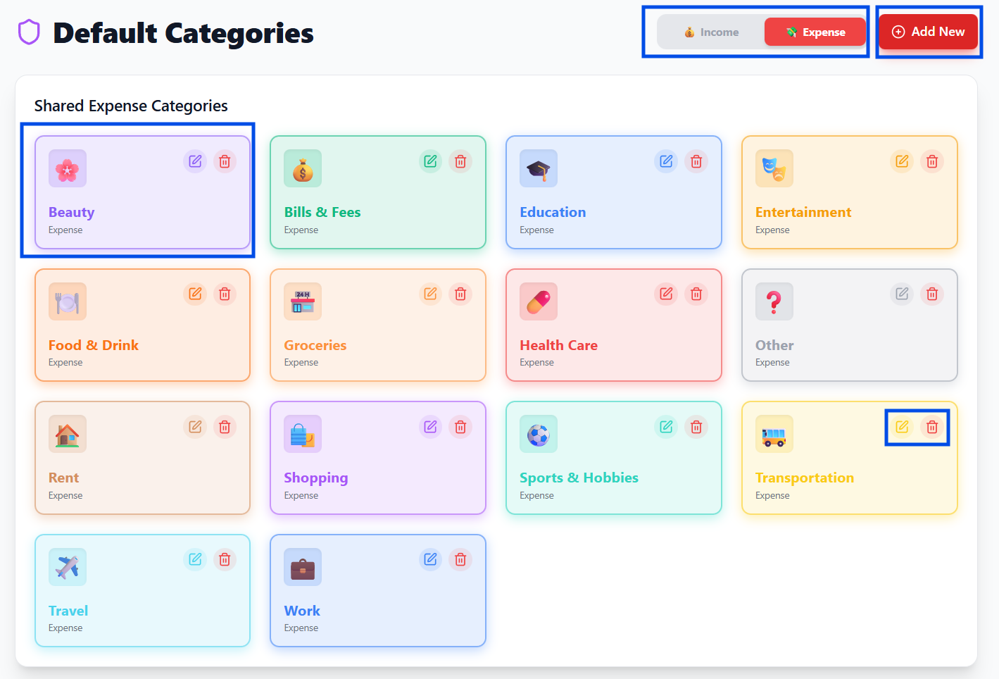 Default Categories
Income
Expense
Add New
Shared Expense Categories
Beauty
Expense
Bills & Fees
Expense
Education
Expense
Entertainment
Expense
Food & Drink
Expense
24 H
Groceries
Expense
Health Care
Expense
Other
Expense
Rent
Expense
Shopping
Expense
Sports & Hobbies
Expense
Transportation
Expense
Travel
Expense
Work
Expense